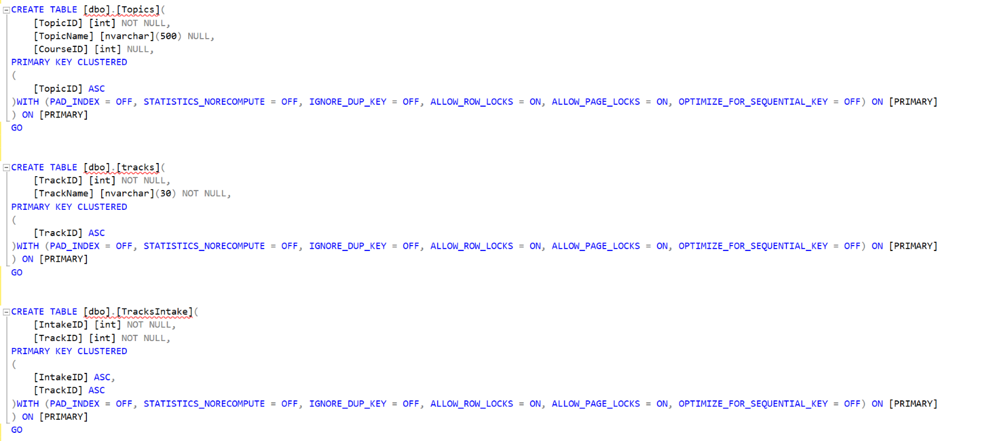 CREATE TABLE [dbo].[Topics](
    [TopicID] [int] NOT NULL,
    [TopicName] [nvarchar](500) NULL,
    [CourseID] [int] NULL,
PRIMARY KEY CLUSTERED
(
    [TopicID] ASC
)WITH (PAD_INDEX = OFF, STATISTICS_NORECOMPUTE = OFF, IGNORE_DUP_KEY = OFF, ALLOW_ROW_LOCKS = ON, ALLOW_PAGE_LOCKS = ON, OPTIMIZE_FOR_SEQUENTIAL_KEY = OFF) ON [PRIMARY]
) ON [PRIMARY]
GO
CREATE TABLE [dbo].[tracks](
    [TrackID] [int] NOT NULL,
    [TrackName] [nvarchar](30) NOT NULL,
PRIMARY KEY CLUSTERED
(
    [TrackID] ASC
)WITH (PAD_INDEX = OFF, STATISTICS_NORECOMPUTE = OFF, IGNORE_DUP_KEY = OFF, ALLOW_ROW_LOCKS = ON, ALLOW_PAGE_LOCKS = ON, OPTIMIZE_FOR_SEQUENTIAL_KEY = OFF) ON [PRIMARY]
) ON [PRIMARY]
GO
CREATE TABLE [dbo].[TracksIntake](
    [IntakeID] [int] NOT NULL,
    [TrackID] [int] NOT NULL,
PRIMARY KEY CLUSTERED
(
    [IntakeID] ASC,
    [TrackID] ASC
)WITH (PAD_INDEX = OFF, STATISTICS_NORECOMPUTE = OFF, IGNORE_DUP_KEY = OFF, ALLOW_ROW_LOCKS = ON, ALLOW_PAGE_LOCKS = ON, OPTIMIZE_FOR_SEQUENTIAL_KEY = OFF) ON [PRIMARY]
) ON [PRIMARY]
GO